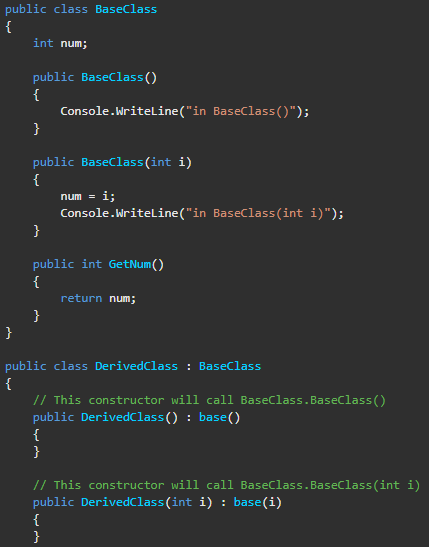 public class BaseClass
{
    int num;

    public BaseClass()
    {
        Console.WriteLine("in BaseClass()");
    }

    public BaseClass(int i)
    {
        num = i;
        Console.WriteLine("in BaseClass(int i)");
    }

    public int GetNum()
    {
        return num;
    }
}

public class DerivedClass : BaseClass
{
    // This constructor will call BaseClass.BaseClass()
    public DerivedClass() : base()
    {
    }

    // This constructor will call BaseClass.BaseClass(int i)
    public DerivedClass(int i) : base(i)
    {
    }